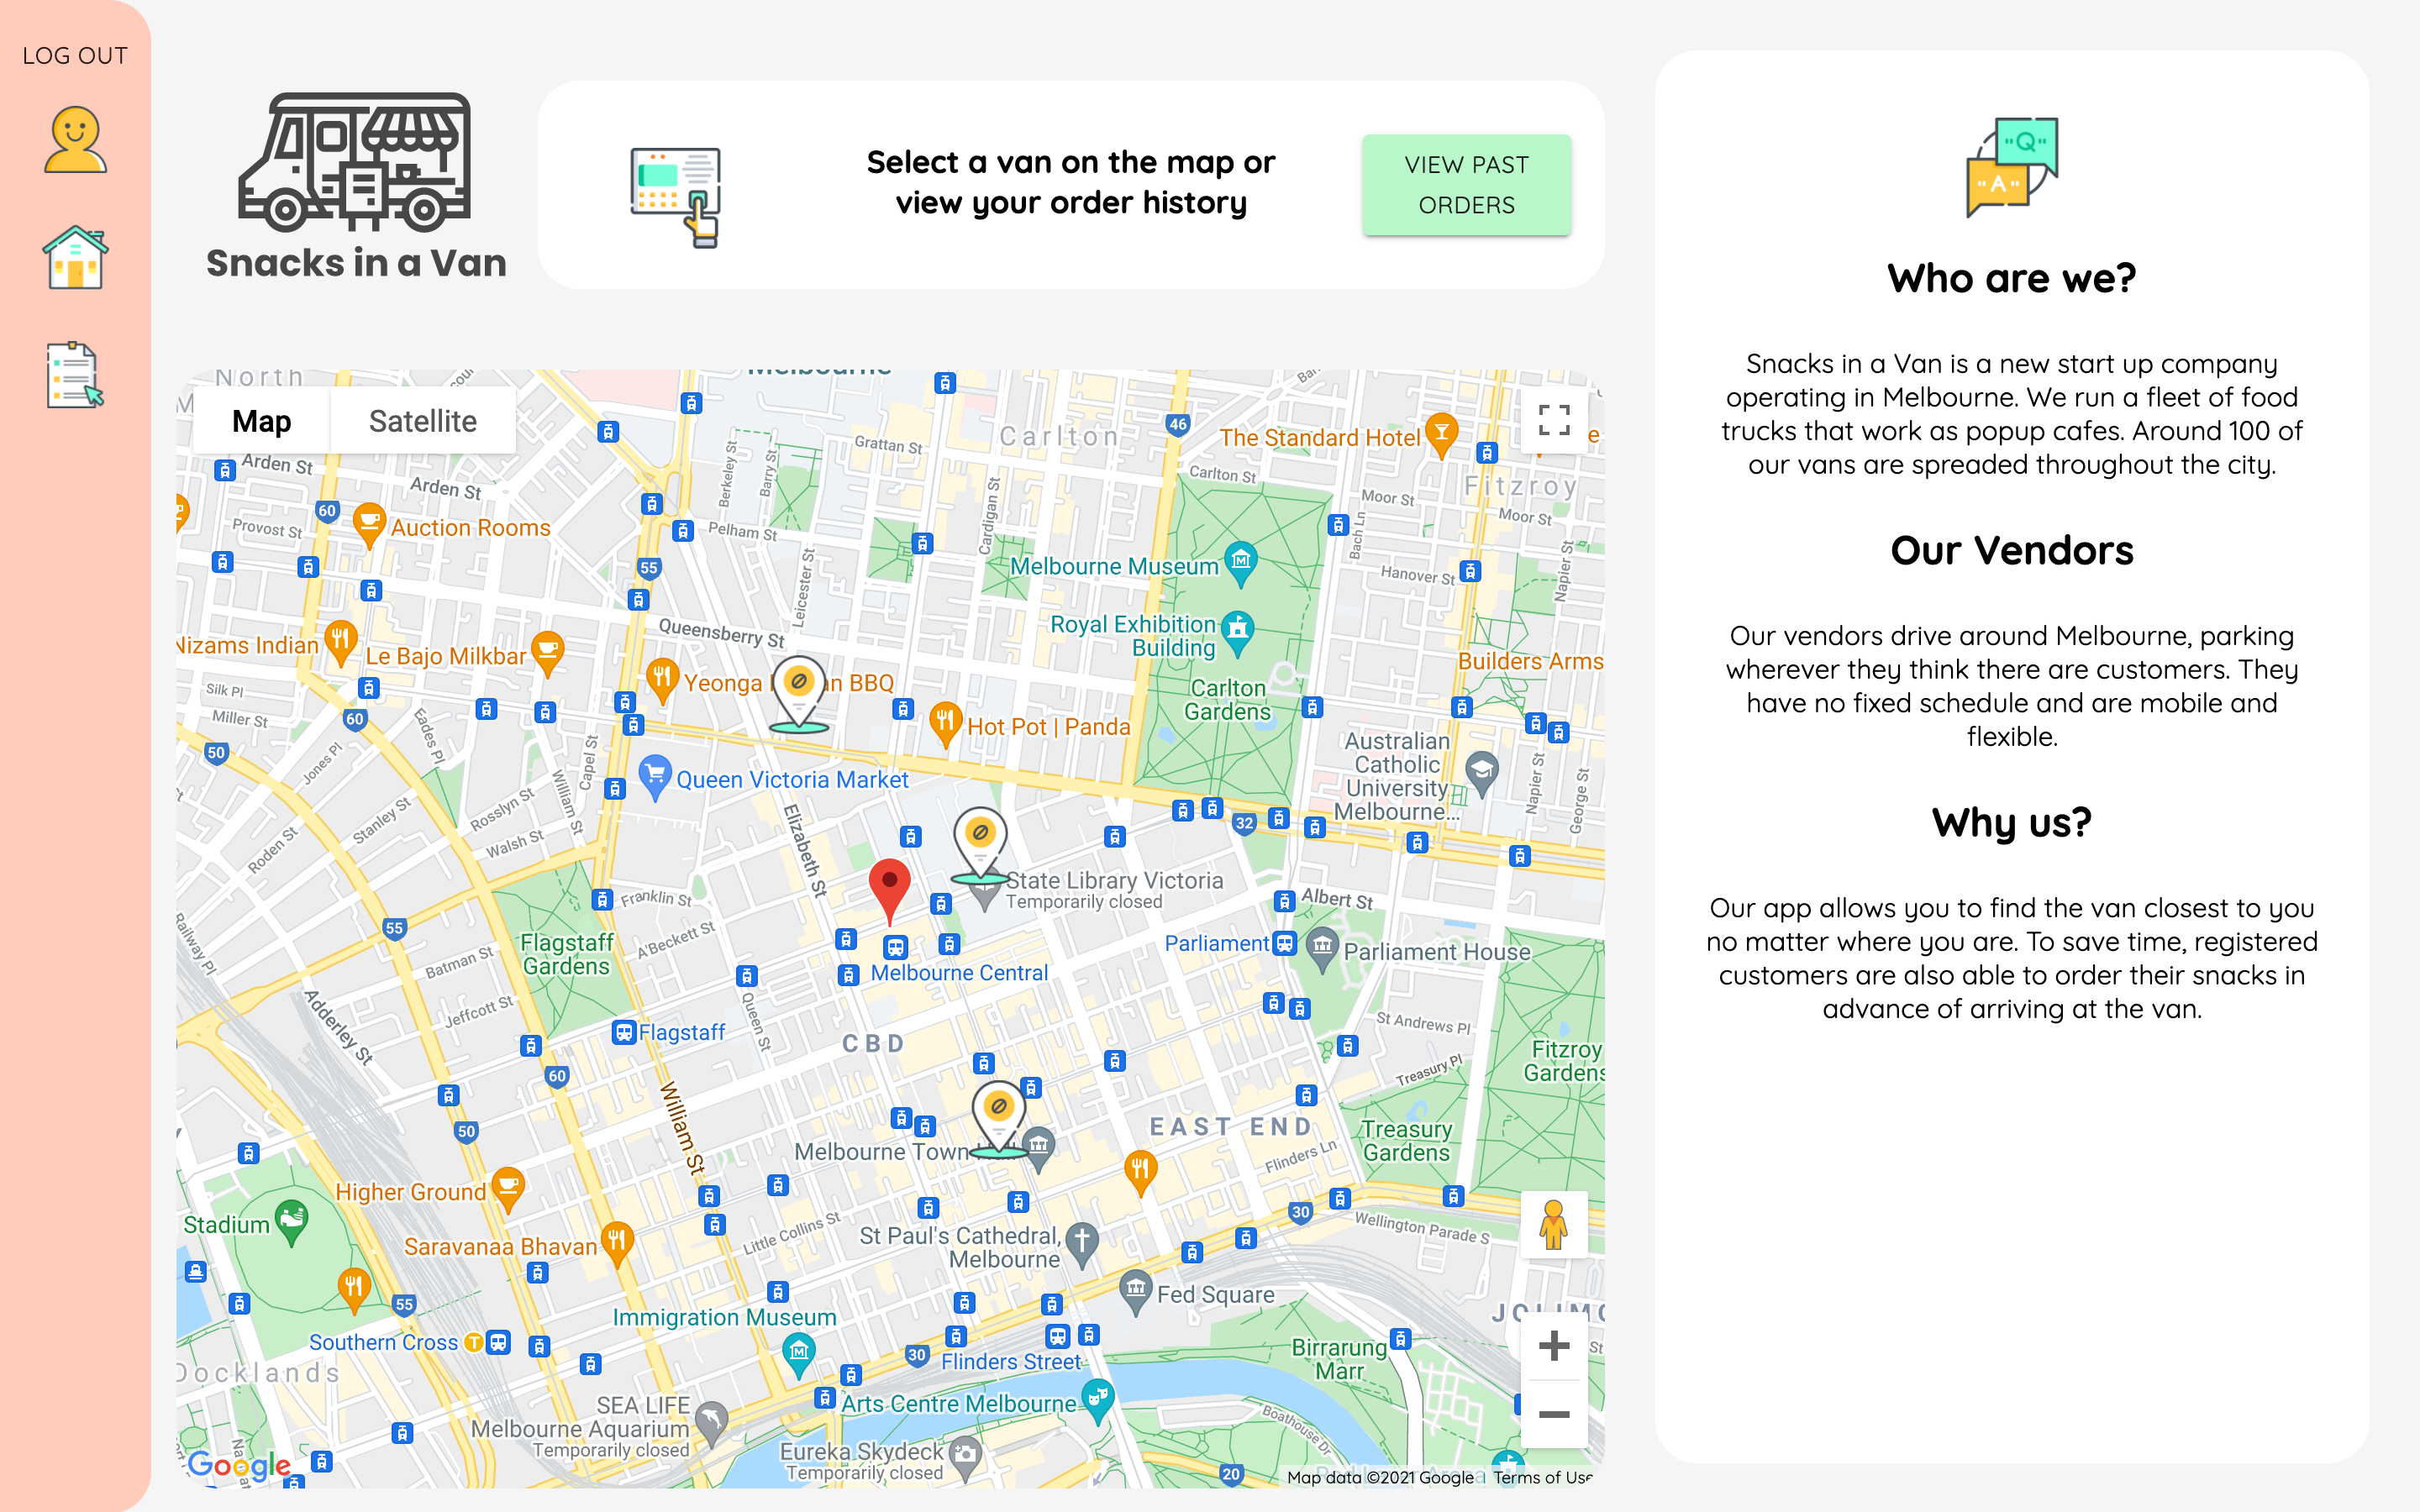 LOG OUT
Snacks in a Van
Select a van on the map or
view your order history
VIEW PAST
ORDERS
"Q"
"A"
Who are we?
Snacks in a Van is a new start up company
operating in Melbourne. We run a fleet of food
trucks that work as popup cafes. Around 100 of
our vans are spreaded throughout the city.
Our Vendors
Our vendors drive around Melbourne, parking
wherever they think there are customers. They
have no fixed schedule and are mobile and
flexible.
Why us?
Our app allows you to find the van closest to you
no matter where you are. To save time, registered
customers are also able to order their snacks in
advance of arriving at the van.
North
Melbourne
Map
Satellite
Grattan St
Carlton
46
The Standard Hotel
Arden St
Arden St
Berkeley St
Barry St
Cardigan St
Carlton St
Moor St
Fitzroy
Moor St
60
Provost St
Auction Rooms
Pelham St
Bach Ln
55
Leicester St
Melbourne Museum
Hanover St
Napier St
Queensberry St
Royal Exhibition
Building
Nizams Indian
Le Bajo Milkbar
Builders Arms
Yeonga
BBQ
Silk Pl
Miller St
60
Eades Pl
Carlton
Gardens
Hot Pot | Panda
50
Jones Pl
Capel St
Australian
Catholic
University
Melbourne...
Queen Victoria Market
William St
Napier St
George St
Rosslyn St
Stanley St
Walsh St
Roden St
Elizabeth St
32
State Library Victoria
Temporarily closed
Franklin St
Albert St
Railway Pl
55
A'Beckett St
Flagstaff
Gardens
Parliament
Parliament House
Batman St
Melbourne Central
Adderley St
Jeffcott St
Queen St
Flagstaff
CBD
St Andrews Pl
Fitzroy
Gardens
Treasury Pl
60
50
William St
EAST END
Melbourne Town
Flinders Ln
Treasury
Gardens
Higher Ground
Stadium
Saravanaa Bhavan
Little Collins St
St Paul's Cathedral,
Melbourne
30
Wellington Parade S
55
Immigration Museum
Fed Square
Southern Cross
T
30
Flinders Street
Birrarung
Marr
St
Docklands
SEA LIFE
Melbourne Aquarium
Temporarily closed
Arts Centre Melbourne
Boathouse Dr
Eureka Skydeck
Temporarily closed
20
Google
Map data ©2021 Google
Terms of Use